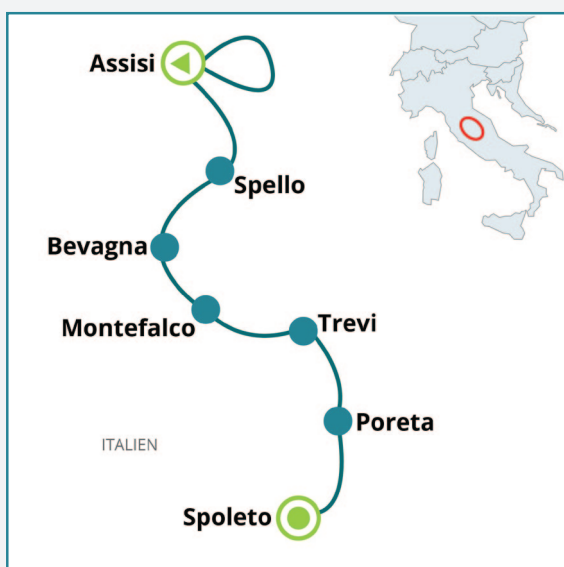 Assisi
Spello
Bevagna
Montefalco
Trevi
Poreta
ITALIEN
Spoleto